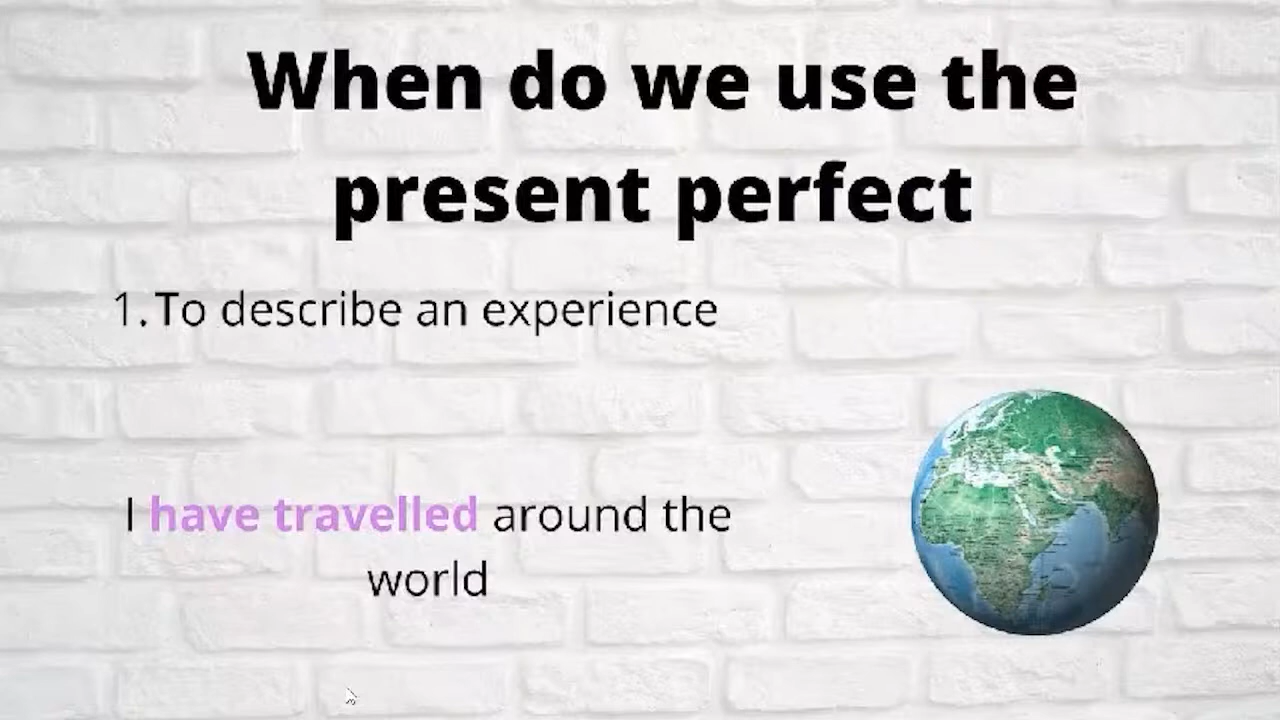 When do we use the
present perfect
1. To describe an experience
I have travelled around the
world